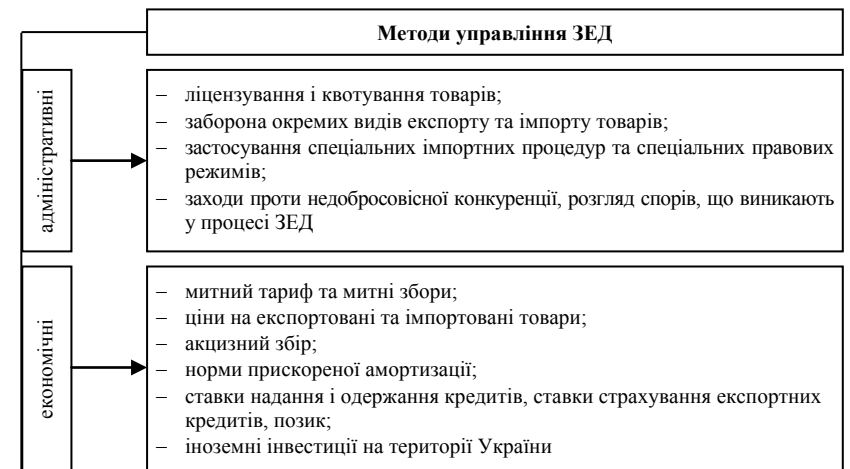 Методи управління ЗЕД
адміністративні
– ліцензування і квотування товарів;
– заборона окремих видів експорту та імпорту товарів;
– застосування спеціальних імпортних процедур та спеціальних правових
режимів;
– заходи проти недобросовісної конкуренції, розгляд спорів, що виникають
у процесі ЗЕД
економічні
– митний тариф та митні збори;
– ціни на експортовані та імпортовані товари;
– акцизний збір;
– норми прискореної амортизації;
– ставки надання і одержання кредитів, ставки страхування експортних
кредитів, позик;
– іноземні інвестиції на території України